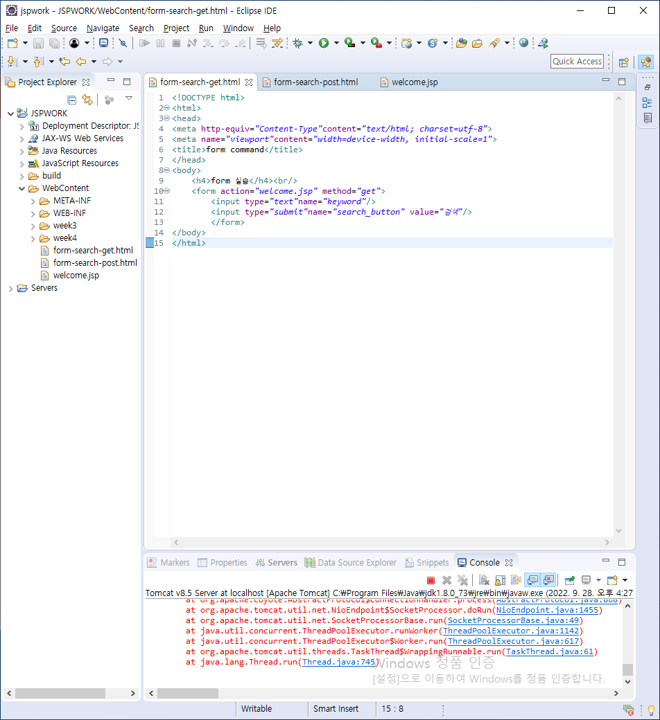 jspwork - JSPWORK/WebContent/form-search-get.html - Eclipse IDE
File Edit Source Navigate Search Project Run Window Help
Quick Access
Project Explorer
JSPWORK
Deployment Descriptor: JS
JAX-WS Web Services
Java Resources
JavaScript Resources
build
WebContent
META-INF
WEB-INF
week3
week4
form-search-get.html
form-search-post.html
welcome.jsp
Servers
form-search-get.html form-search-post.html welcome.jsp
1 <!DOCTYPE html>
2 <html>
3 <head>
4 <meta http-equiv="Content-Type"content="text/html; charset=utf-8">
5 <meta name="viewport"content="width=device-width, initial-scale=1">
6 <title>form command</title>
7 </head>
8 <body>
9 <h4>form 실습</h4><br/>
10 <form action="welcome.jsp" method="get">
11 <input type="text"name="keyword"/>
12 <input type="submit"name="search_button" value="검색"/>
13 </form>
14 </body>
15 </html>
Markers Properties Servers Data Source Explorer Snippets Console
Tomcat v8.5 Server at localhost [Apache Tomcat] C:₩Program Files₩Java₩jdk1.8.0_73₩jre₩bin₩javaw.exe (2022. 9. 28. 오후 4:27
at org.apache.coyote.AbstractProtocol$ConnectionHandler.process(AbstractProtocol.java:868)
at org.apache.tomcat.util.net.NioEndpoint$SocketProcessor.doRun(NioEndpoint.java:1455)
at org.apache.tomcat.util.net.SocketProcessorBase.run(SocketProcessorBase.java:49)
at java.util.concurrent.ThreadPoolExecutor.runWorker(ThreadPoolExecutor.java:1142)
at java.util.concurrent.ThreadPoolExecutor$Worker.run(ThreadPoolExecutor.java:617)
at org.apache.tomcat.util.threads.TaskThread$WrappingRunnable.run(TaskThread.java:61)
at java.lang.Thread.run(Thread.java:745)
Windows 정품 인증
[설정]으로 이동하여 Windows를 정품 인증합니다.
Writable Smart Insert 15 : 8